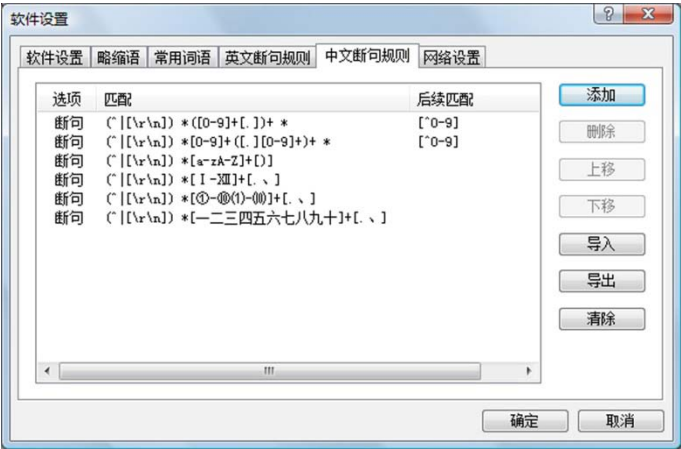 软件设置
软件设置 略缩语 常用词语 英文断句规则 中文断句规则 网络设置
选项 匹配 后续匹配
断句 (^|[\r\n]) *([0-9]+[.])+ * [^0-9]
断句 (^|[\r\n]) *[0-9]+([.][0-9]+)+ * [^0-9]
断句 (^|[\r\n]) *[a-zA-Z]+[)]
断句 (^|[\r\n]) *[Ⅰ-Ⅻ]+[.、]
断句 (^|[\r\n]) *[①-⑩⑴-⑽]+[.、]
断句 (^|[\r\n]) *[一二三四五六七八九十]+[.、]
添加
删除
上移
下移
导入
导出
清除
确定 取消